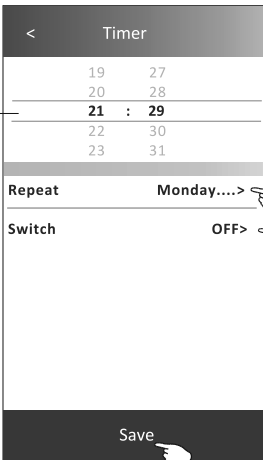 < Timer
19 27
20 28
21 : 29
22 30
23 31
Repeat Monday....>
Switch OFF>
Save